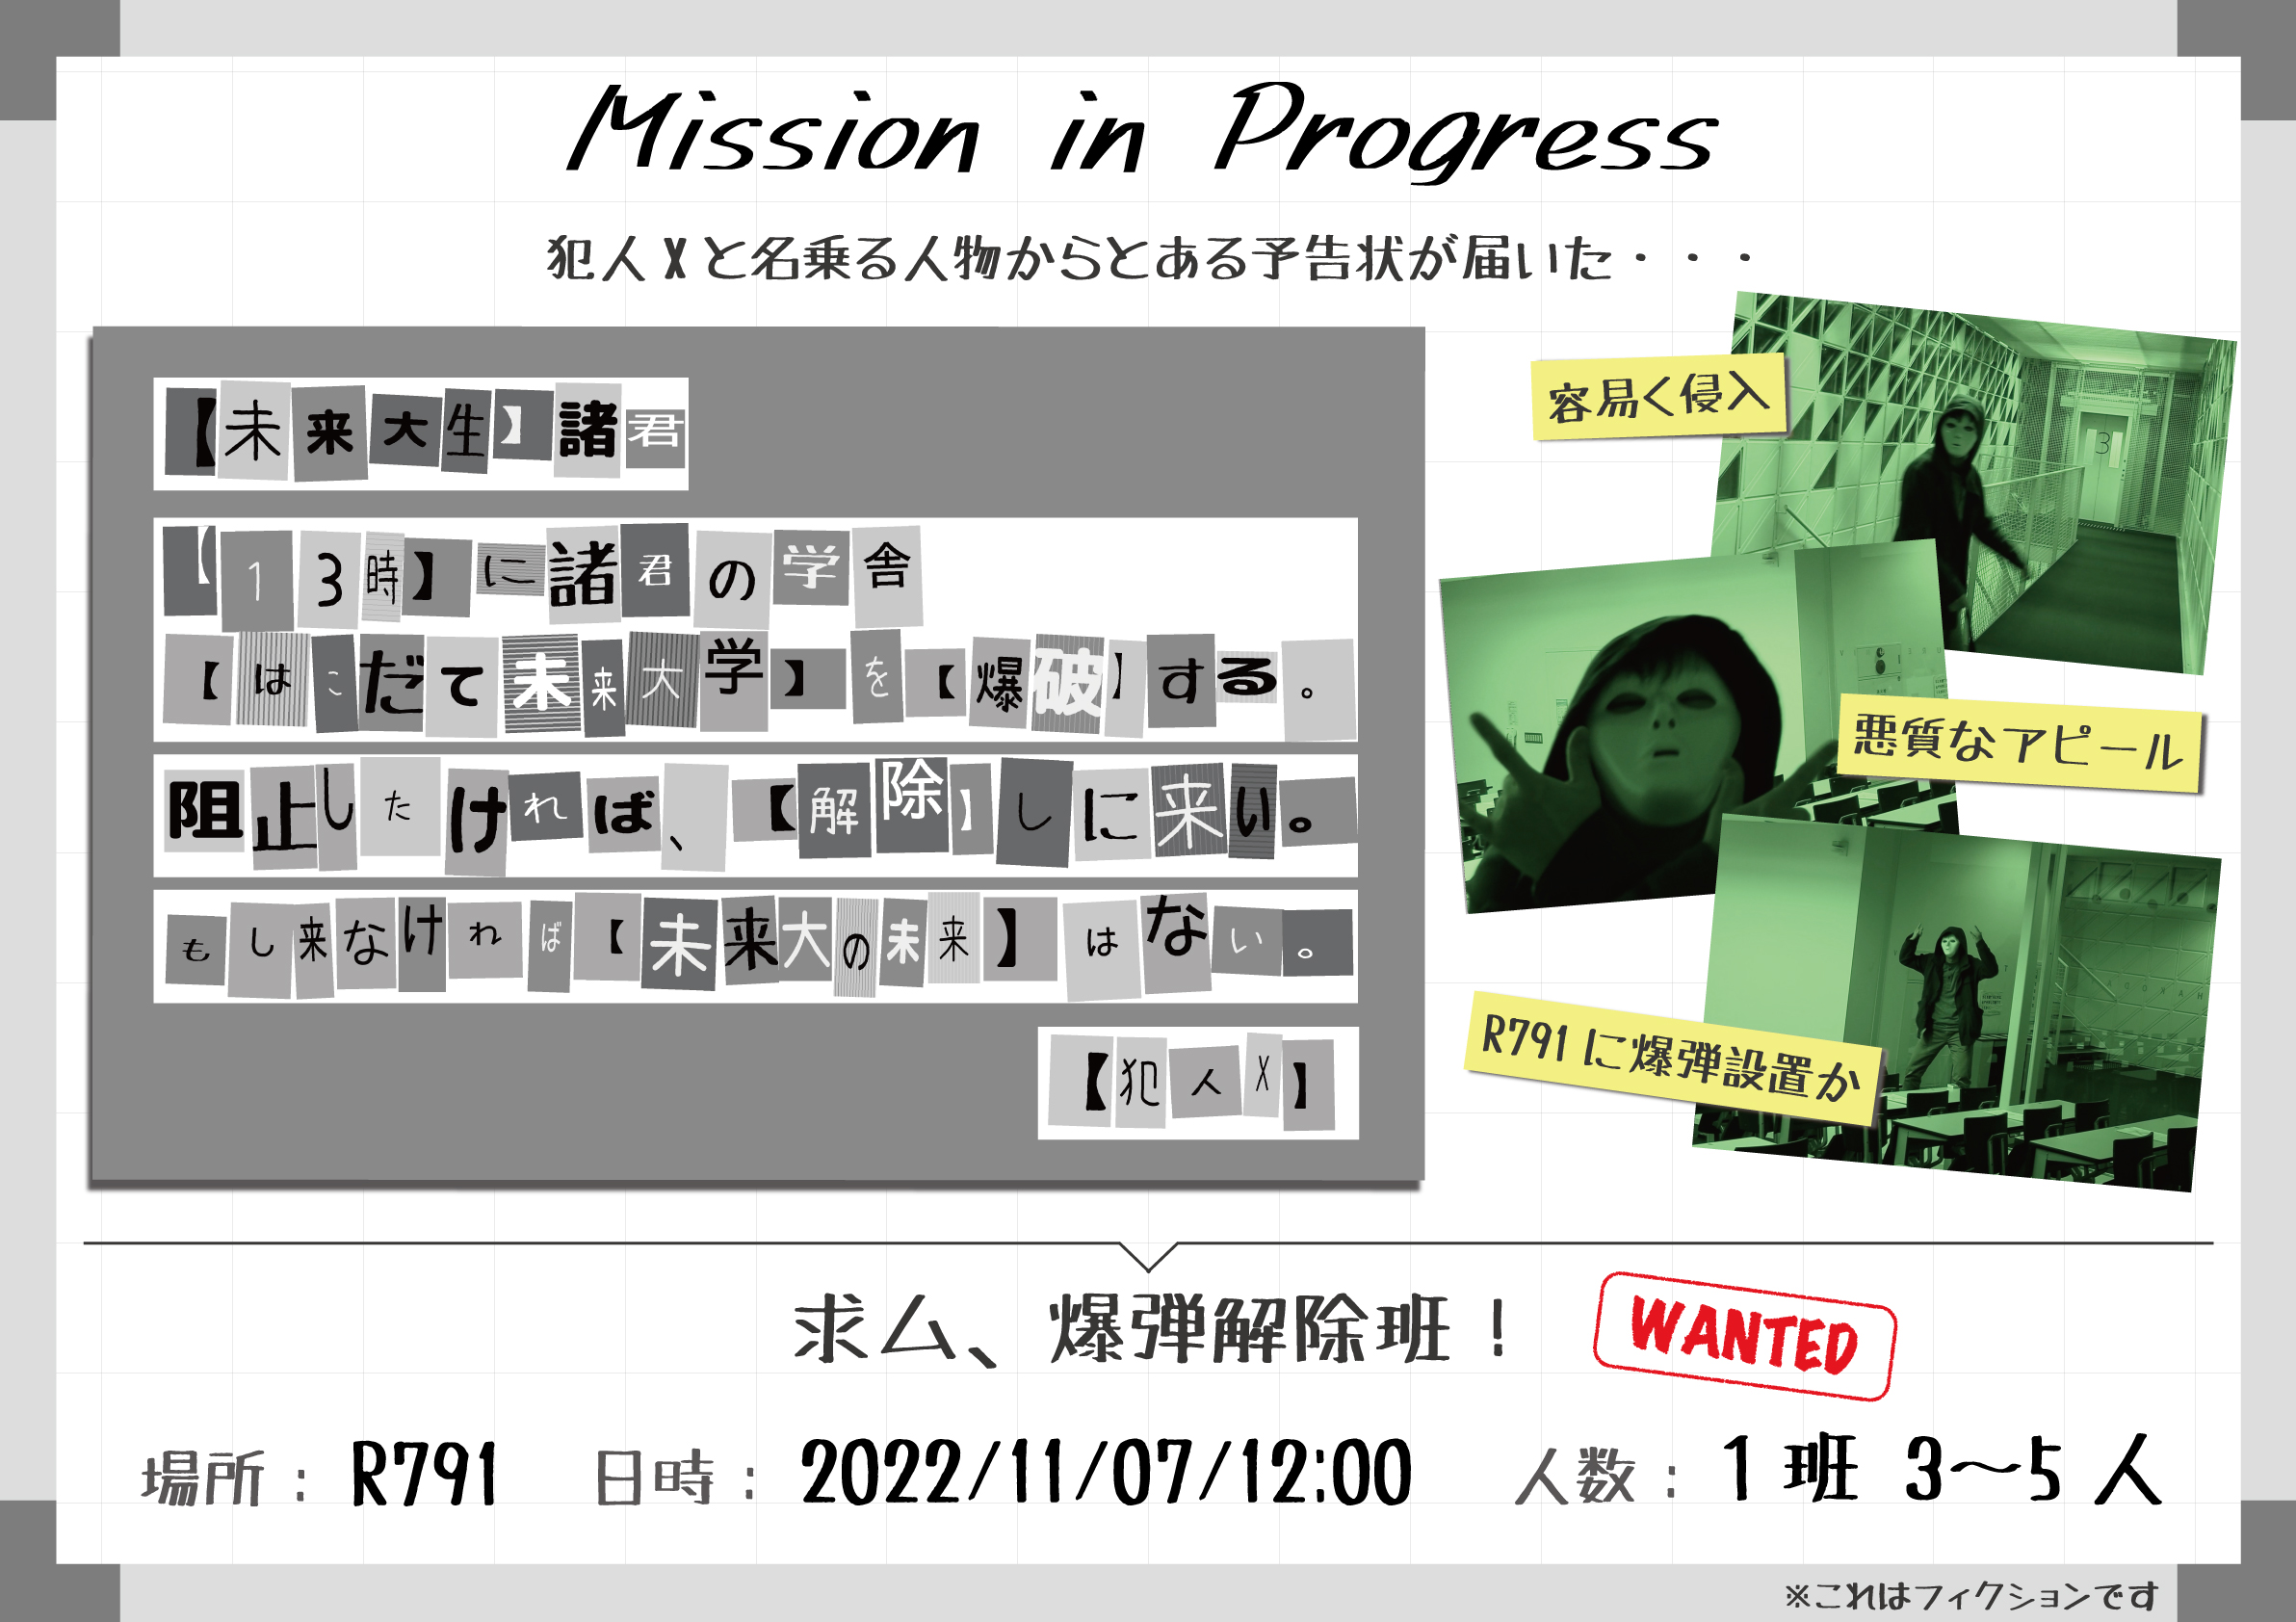 Mission in Progress
犯人Xと名乗る人物からとある予告状が届いた・・・
【未来大生】諸君
【13時】に諸君の学舎
【はこだて未来大学】を【爆破】する。
阻止したければ、【解除】しに来い。
もし来なければ【未来大の未来】はない。
【犯人X】
容易く侵入
3
悪質なアピール
R791に爆弾設置か
求ム、爆弾解除班！
WANTED
場所： R791 日時： 2022/11/07/12:00 人数： 1班 3〜5人
※これはフィクションです